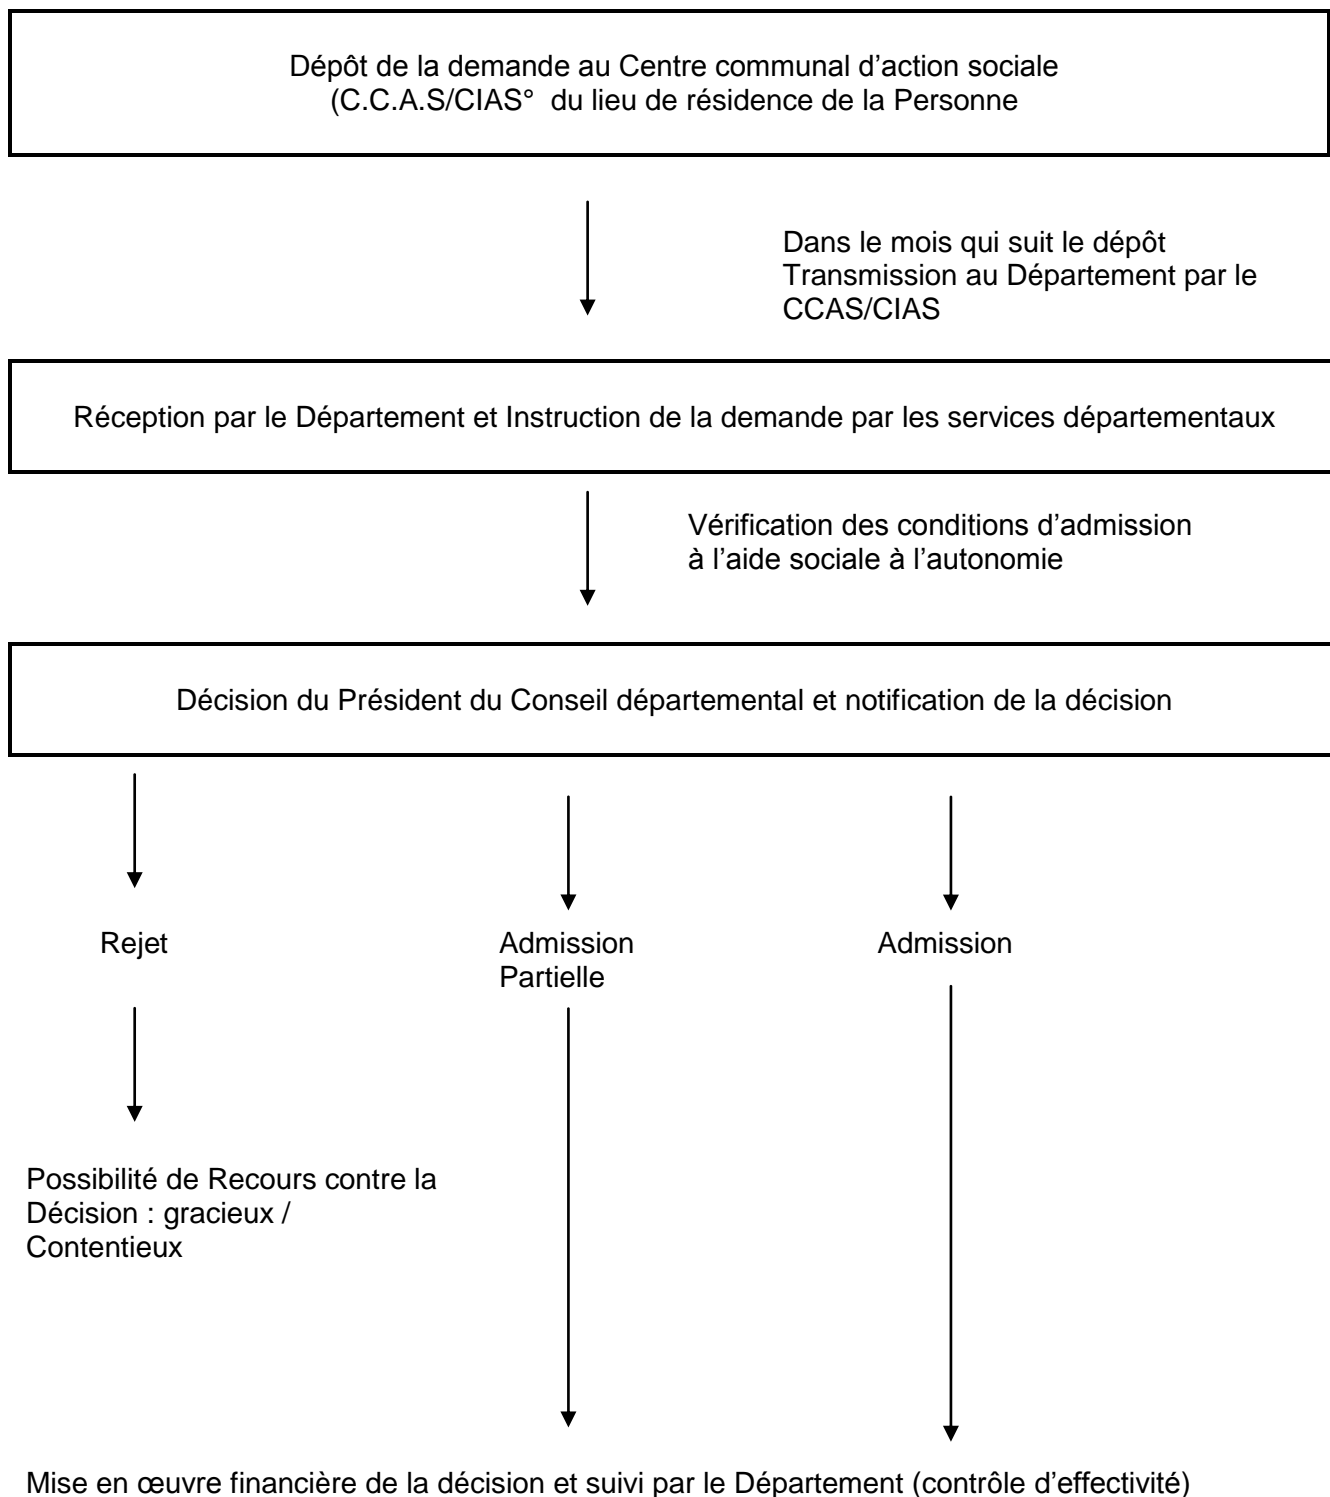 Dépôt de la demande au Centre communal d’action sociale
(C.C.A.S/CIAS° du lieu de résidence de la Personne
Dans le mois qui suit le dépôt
Transmission au Département par le
CCAS/CIAS
Réception par le Département et Instruction de la demande par les services départementaux
Vérification des conditions d’admission
à l’aide sociale à l’autonomie
Décision du Président du Conseil départemental et notification de la décision
Rejet
Admission
Partielle
Admission
Possibilité de Recours contre la
Décision : gracieux /
Contentieux
Mise en œuvre financière de la décision et suivi par le Département (contrôle d’effectivité)